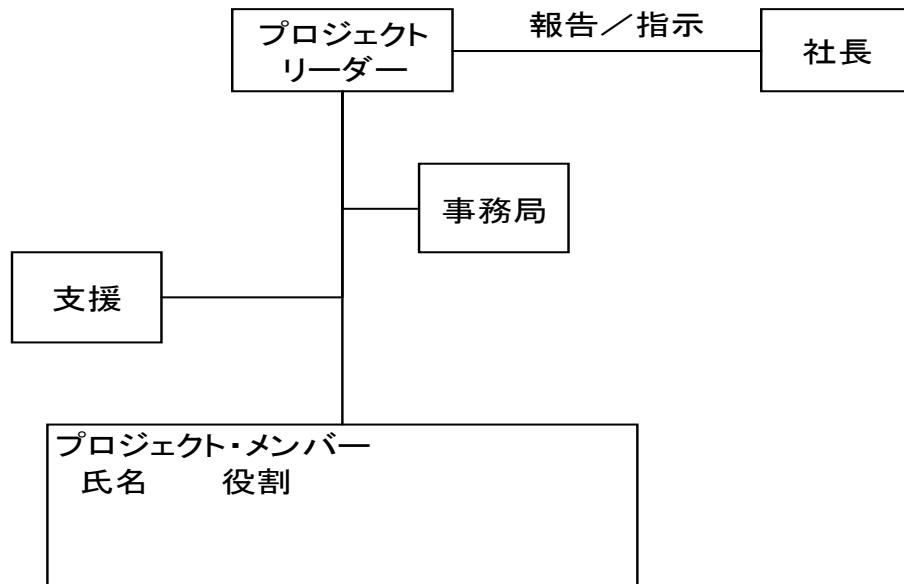 プロジェクト
リーダー
報告／指示
社長
事務局
支援
プロジェクト・メンバー
氏名　　役割